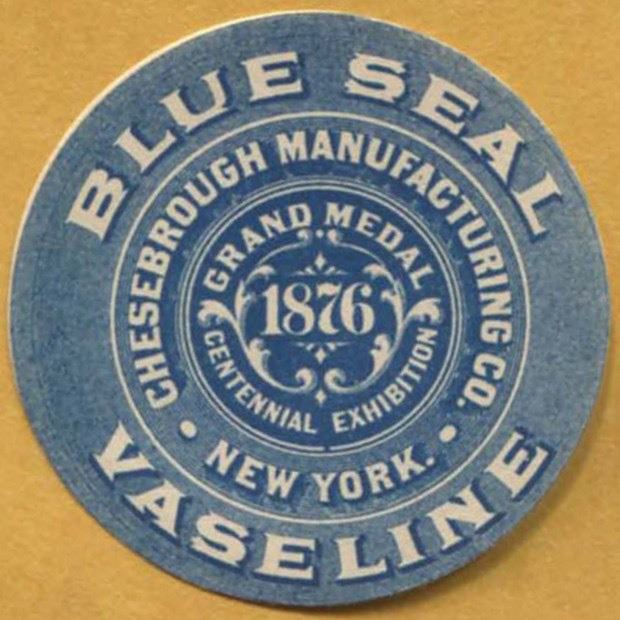 BLUE SEAL
CHESEBROUGH MANUFACTURING CO.
GRAND MEDAL
1876
CENTENNIAL EXHIBITION
• NEW YORK. •
VASELINE